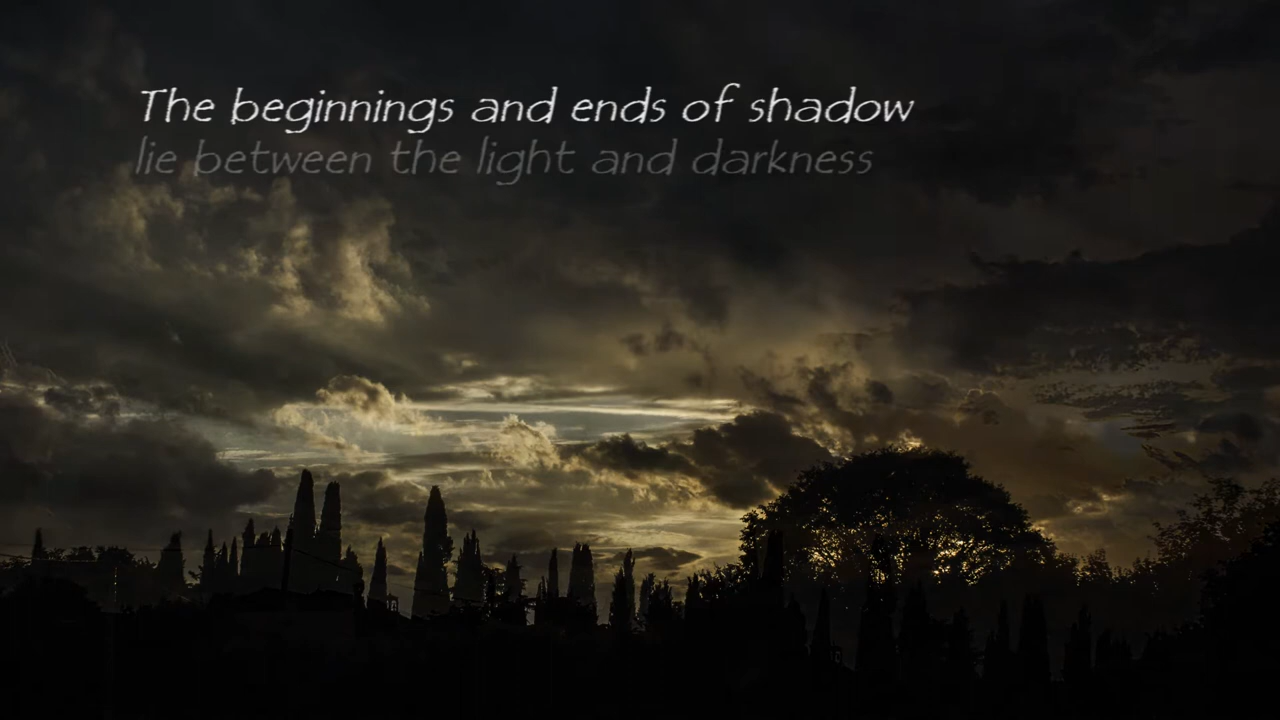 The beginnings and ends of shadow
lie between the light and darkness